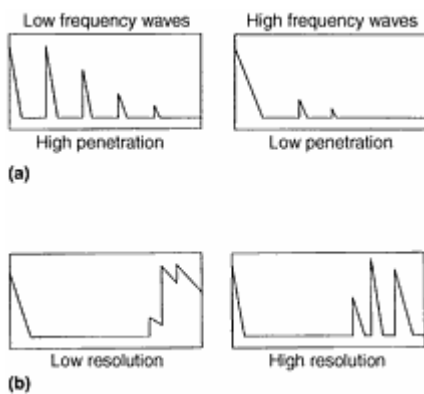 Low frequency waves
High frequency waves
High penetration
Low penetration
(a)
Low resolution
High resolution
(b)